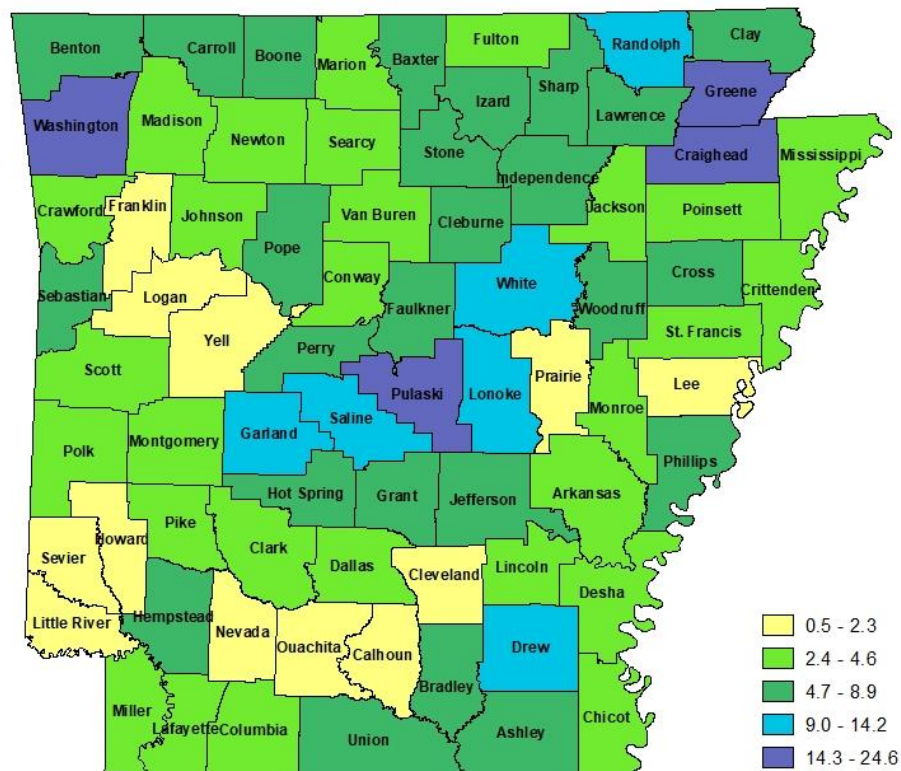 Benton
Carroll
Boone
Marion
Baxter
Fulton
Randolph
Clay
Sharp
Izard
Greene
Lawrence
Washington
Madison
Newton
Searcy
Stone
Craighead
Mississippi
Independence
Crawford
Franklin
Johnson
Van Buren
Cleburne
Jackson
Poinsett
Pope
Conway
White
Cross
Crittenden
Sebastian
Logan
Faulkner
Woodruff
St. Francis
Yell
Perry
Scott
Pulaski
Lonoke
Prairie
Lee
Monroe
Garland
Saline
Polk
Montgomery
Phillips
Hot Spring
Grant
Jefferson
Arkansas
Pike
Howard
Clark
Sevier
Dallas
Cleveland
Lincoln
Desha
Little River
Hempstead
Nevada
Ouachita
Calhoun
Drew
Bradley
Miller
Lafayette
Columbia
Union
Ashley
Chicot
0.5 - 2.3
2.4 - 4.6
4.7 - 8.9
9.0 - 14.2
14.3 - 24.6